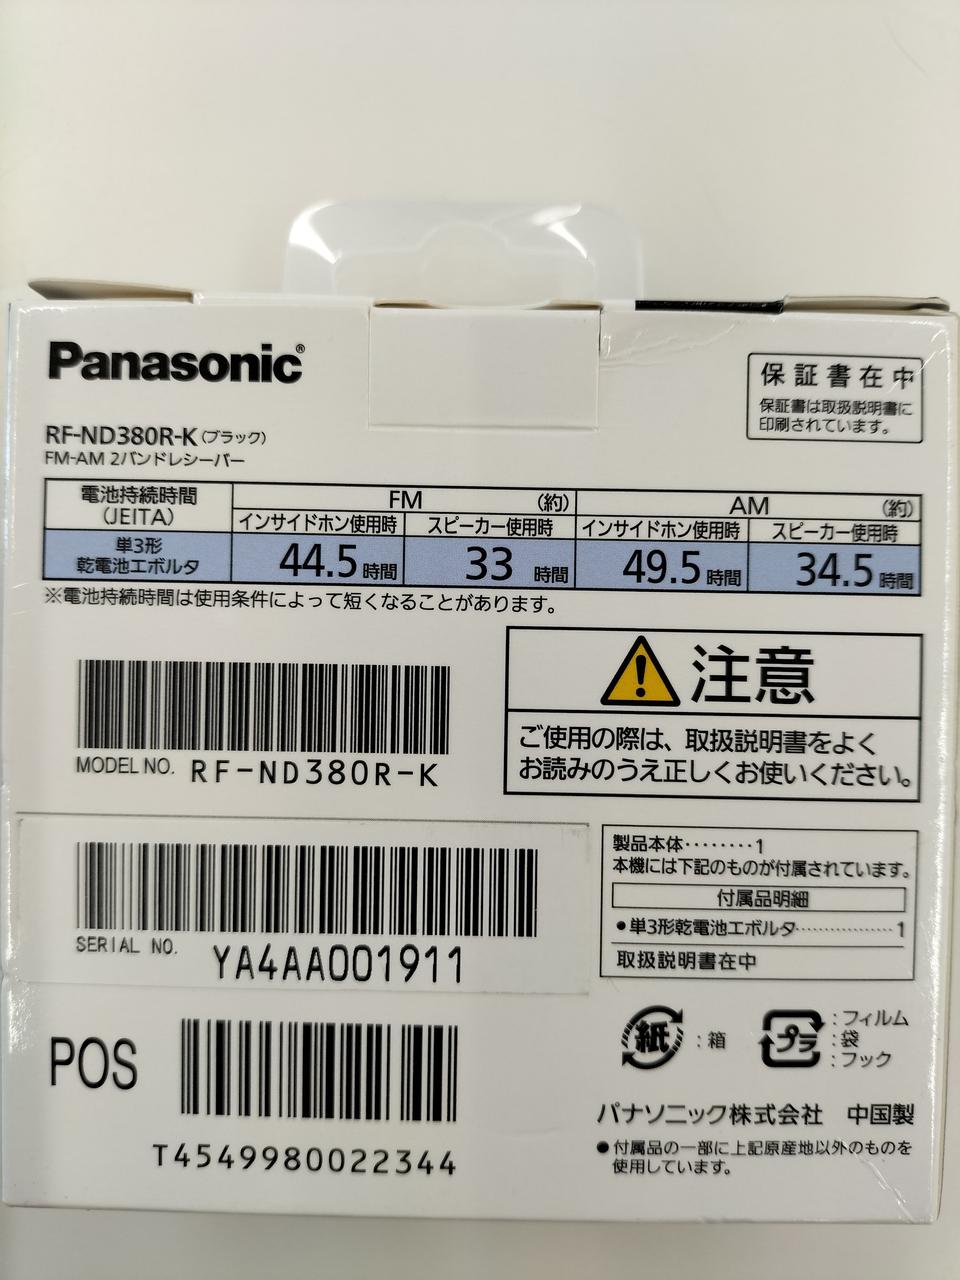 Panasonic®
保証書在中
保証書は取扱説明書に
印刷されています。
RF-ND380R-K(ブラック)
FM-AM 2バンドレシーバー
電池持続時間
(JEITA)
FM (約)
AM (約)
インサイドホン使用時 スピーカー使用時 インサイドホン使用時 スピーカー使用時
単3形
乾電池エボルタ
44.5時間 33 時間 49.5時間 34.5時間
※電池持続時間は使用条件によって短くなることがあります。
注意
ご使用の際は、取扱説明書をよく
お読みのうえ正しくお使いください。
MODEL NO. RF-ND380R-K
SERIAL NO. YA4AA001911
製品本体········1
本機には下記のものが付属されています。
付属品明細
●単3形乾電池エボルタ·················1
取扱説明書在中
POS
T4549980022344
紙 :箱
プラ :フィルム
:袋
:フック
パナソニック株式会社 中国製
●付属品の一部に上記原産地以外のものを
使用しています。